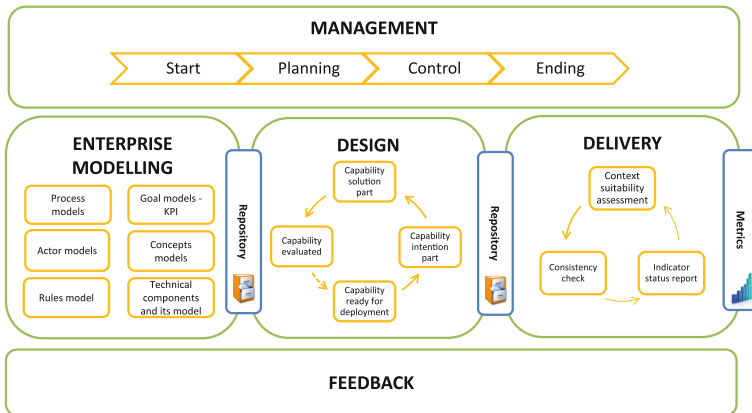 MANAGEMENT
Start
Planning
Control
Ending
ENTERPRISE
MODELLING
Process
models
Goal models -
KPI
Actor models
Concepts
models
Rules model
Technical
components
and its model
Repository
DESIGN
Capability
solution
part
Capability
evaluated
Capability
intention
part
Capability
ready for
deployment
Repository
DELIVERY
Context
suitability
assessment
Consistency
check
Indicator
status report
Metrics
FEEDBACK